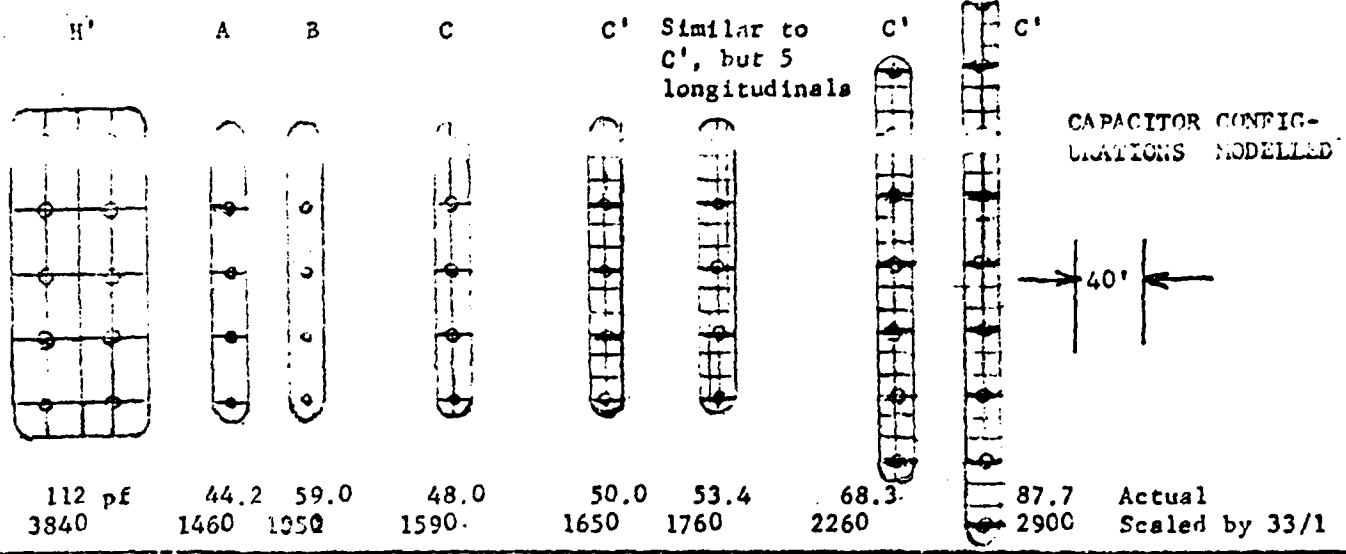 H' A B C C' Similar to C' C'
C', but 5
longitudinals
CAPACITOR CONFIG-
URATIONS MODELLED
40'
112 pf 44.2 59.0 48.0 50.0 53.4 68.3 87.7 Actual
3840 1460 1950 1590 1650 1760 2260 2900 Scaled by 33/1